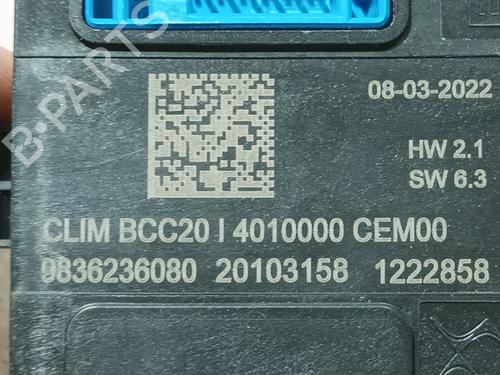 08-03-2022
HW 2.1
SW 6.3
CLIM BCC20 I 4010000 CEM00
9836236080 20103158 1222858
B-PARTS